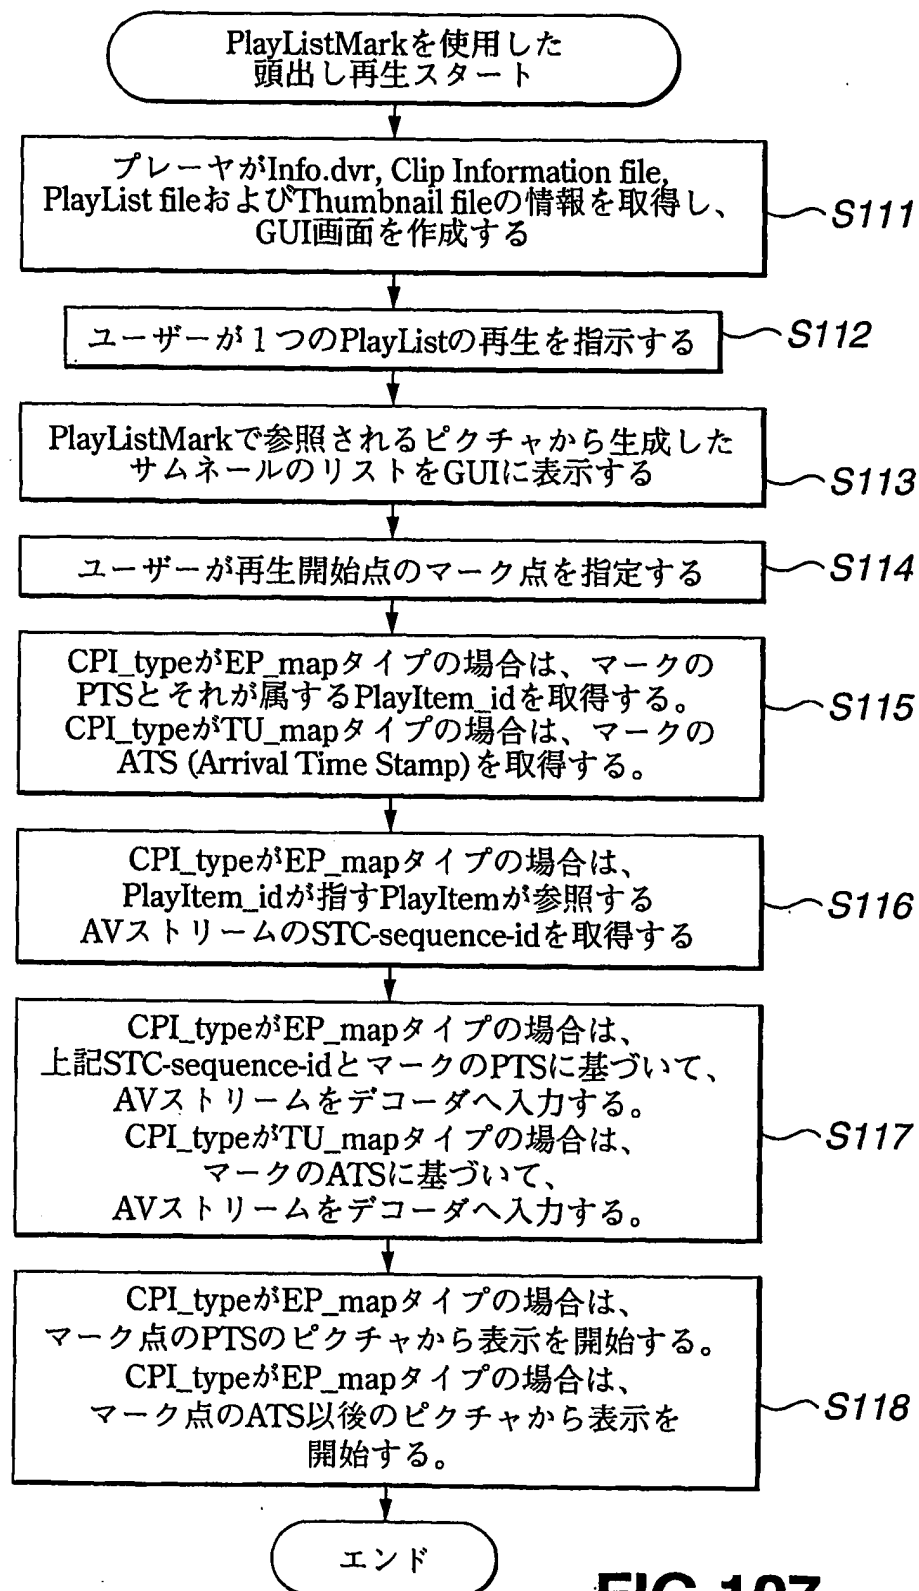 PlayListMarkを使用した
頭出し再生スタート
プレーヤがInfo.dvr, Clip Information file,
PlayList fileおよびThumbnail fileの情報を取得し、
GUI画面を作成する
S111
ユーザーが1つのPlayListの再生を指示する
S112
PlayListMarkで参照されるピクチャから生成した
サムネールのリストをGUIに表示する
S113
ユーザーが再生開始点のマーク点を指定する
S114
CPI_typeがEP_mapタイプの場合は、マークの
PTSとそれが属するPlayItem_idを取得する。
CPI_typeがTU_mapタイプの場合は、マークの
ATS (Arrival Time Stamp)を取得する。
S115
CPI_typeがEP_mapタイプの場合は、
PlayItem_idが指すPlayItemが参照する
AVストリームのSTC-sequence-idを取得する
S116
CPI_typeがEP_mapタイプの場合は、
上記STC-sequence-idとマークのPTSに基づいて、
AVストリームをデコーダへ入力する。
CPI_typeがTU_mapタイプの場合は、
マークのATSに基づいて、
AVストリームをデコーダへ入力する。
S117
CPI_typeがEP_mapタイプの場合は、
マーク点のPTSのピクチャから表示を開始する。
CPI_typeがEP_mapタイプの場合は、
マーク点のATS以後のピクチャから表示を
開始する。
S118
エンド
FIG.107